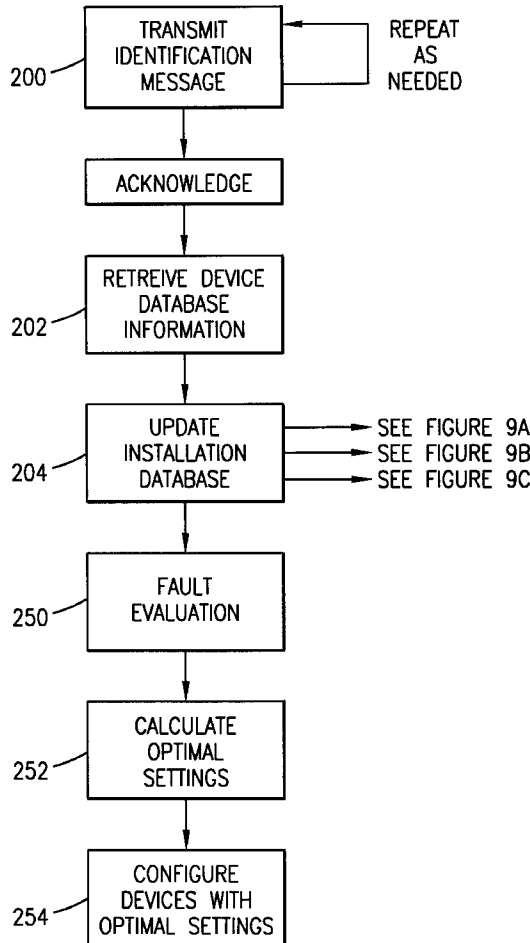 TRANSMIT
IDENTIFICATION
MESSAGE
REPEAT
AS
NEEDED
200
ACKNOWLEDGE
RETREIVE DEVICE
DATABASE
INFORMATION
202
UPDATE
INSTALLATION
DATABASE
SEE FIGURE 9A
SEE FIGURE 9B
SEE FIGURE 9C
204
FAULT
EVALUATION
250
CALCULATE
OPTIMAL
SETTINGS
252
CONFIGURE
DEVICES WITH
OPTIMAL SETTINGS
254